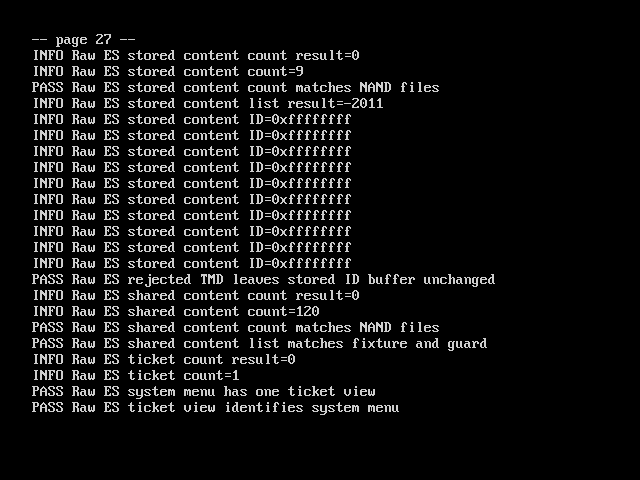 -- page 27 --
INFO Raw ES stored content count result=0
INFO Raw ES stored content count=9
PASS Raw ES stored content count matches NAND files
INFO Raw ES stored content list result=-2011
INFO Raw ES stored content ID=0xffffffff
INFO Raw ES stored content ID=0xffffffff
INFO Raw ES stored content ID=0xffffffff
INFO Raw ES stored content ID=0xffffffff
INFO Raw ES stored content ID=0xffffffff
INFO Raw ES stored content ID=0xffffffff
INFO Raw ES stored content ID=0xffffffff
INFO Raw ES stored content ID=0xffffffff
INFO Raw ES stored content ID=0xffffffff
INFO Raw ES stored content ID=0xffffffff
PASS Raw ES rejected TMD leaves stored ID buffer unchanged
INFO Raw ES shared content count result=0
INFO Raw ES shared content count=120
PASS Raw ES shared content count matches NAND files
PASS Raw ES shared content list matches fixture and guard
INFO Raw ES ticket count result=0
INFO Raw ES ticket count=1
PASS Raw ES system menu has one ticket view
PASS Raw ES ticket view identifies system menu